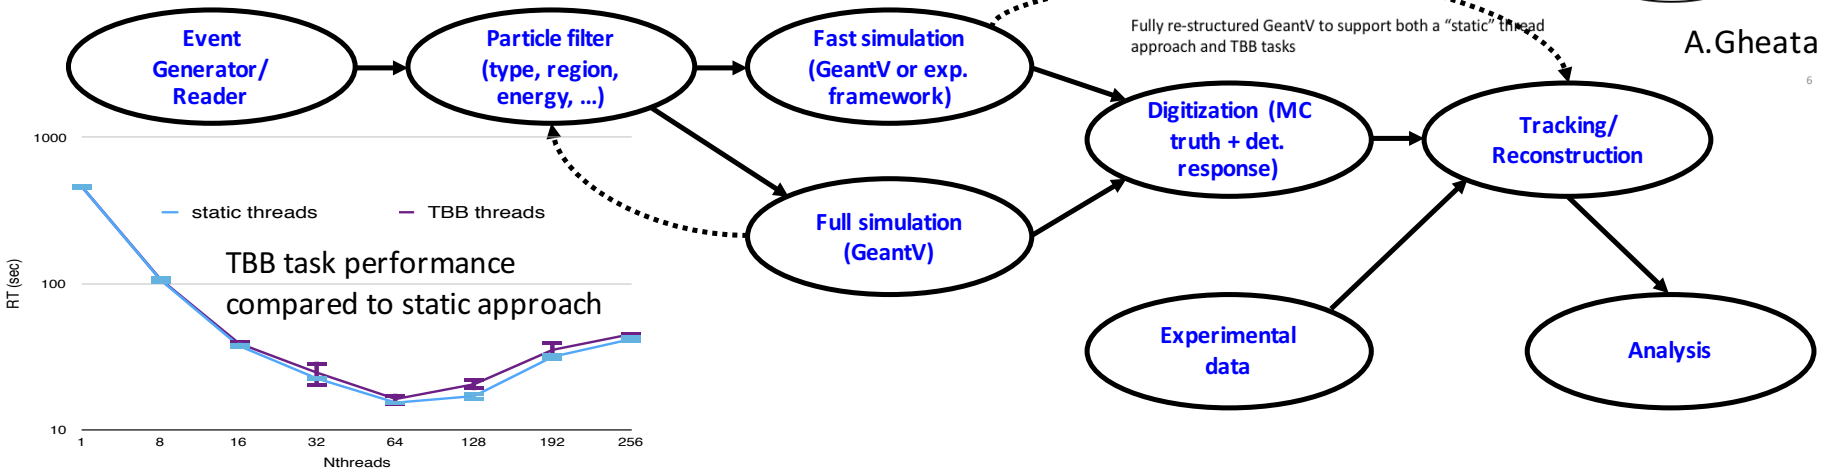 Event
Generator/
Reader
Particle filter
(type, region,
energy, ...)
Fast simulation
(GeantV or exp.
framework)
Fully re-structured GeantV to support both a “static” thread
approach and TBB tasks
A.Gheata
6
Digitization (MC
truth + det.
response)
Tracking/
Reconstruction
Full simulation
(GeantV)
Experimental
data
Analysis
1000
static threads
TBB threads
TBB task performance
compared to static approach
RT (sec)
100
10
1 8 16 32 64 128 192 256
Nthreads